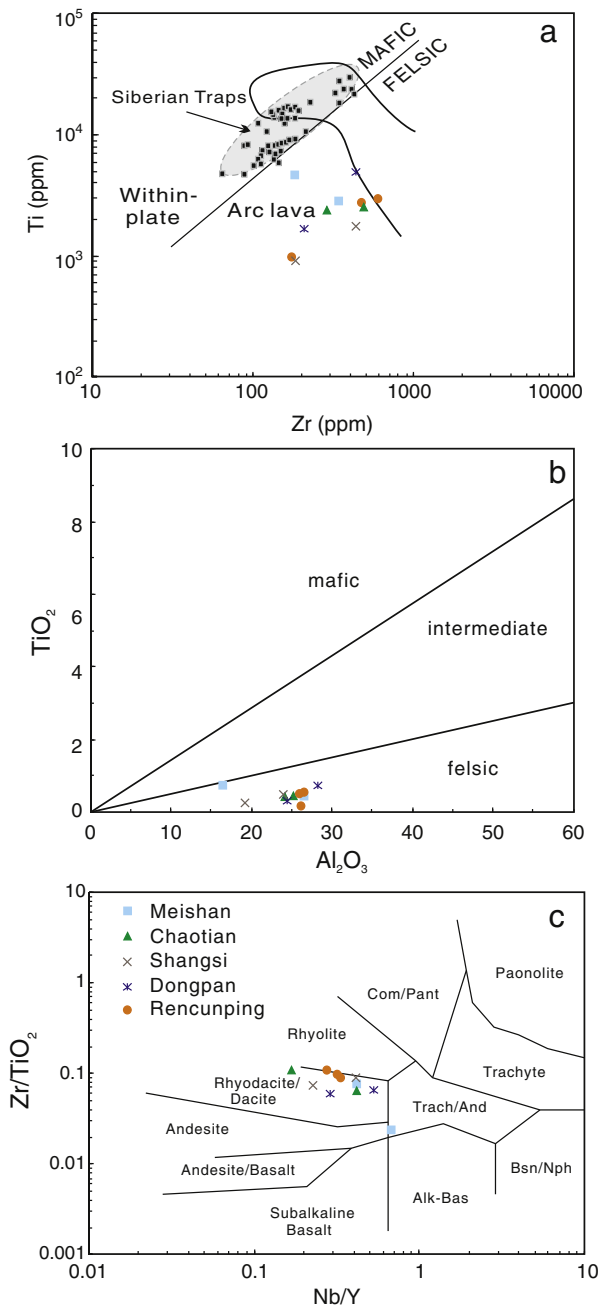 10^5
a
MAFIC
FELSIC
Siberian Traps
10^4
Ti (ppm)
Within-
plate
Arc lava
10^3
10^2
10 100 1000 10000
Zr (ppm)
10
b
8
mafic
6
TiO₂
intermediate
4
2
felsic
0
0 10 20 30 40 50 60
Al₂O₃
10
c
Meishan
Chaotian
Shangsi
Dongpan
Rencunping
Paonolite
1
Com/Pant
Rhyolite
Zr/TiO₂
0.1
Trachyte
Rhyodacite/
Dacite
Trach/And
Andesite
0.01
Andesite/Basalt
Bsn/Nph
Alk-Bas
Subalkaline
Basalt
0.001
0.01 0.1 1 10
Nb/Y